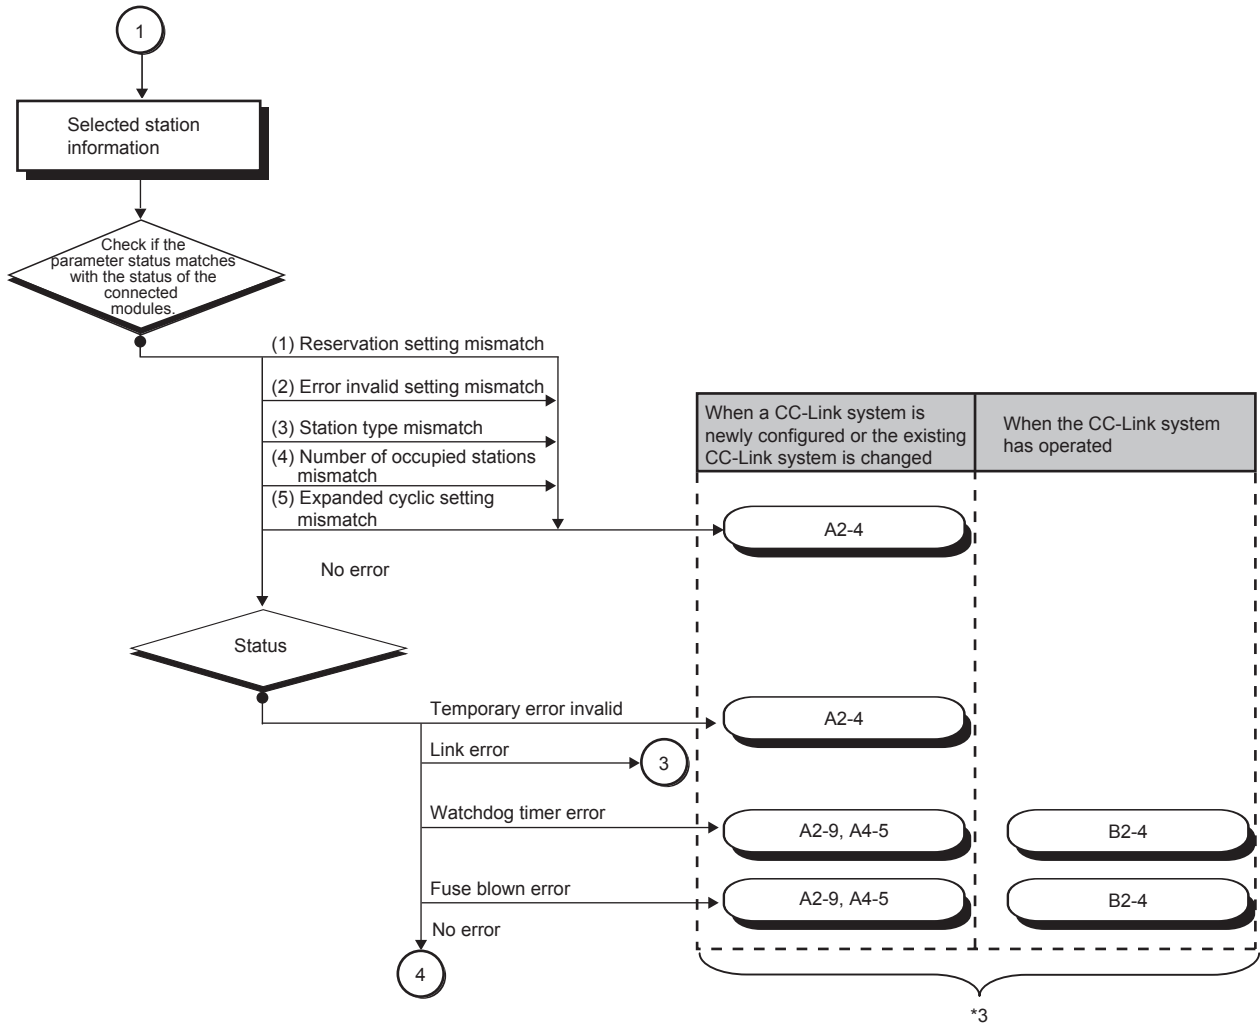 1
Selected station
information
Check if the
parameter status matches
with the status of the
connected
modules.
(1) Reservation setting mismatch
(2) Error invalid setting mismatch
(3) Station type mismatch
(4) Number of occupied stations
mismatch
(5) Expanded cyclic setting
mismatch
When a CC-Link system is
newly configured or the existing
CC-Link system is changed
When the CC-Link system
has operated
A2-4
No error
Status
Temporary error invalid
A2-4
Link error
3
Watchdog timer error
A2-9, A4-5
B2-4
Fuse blown error
A2-9, A4-5
B2-4
No error
4
*3